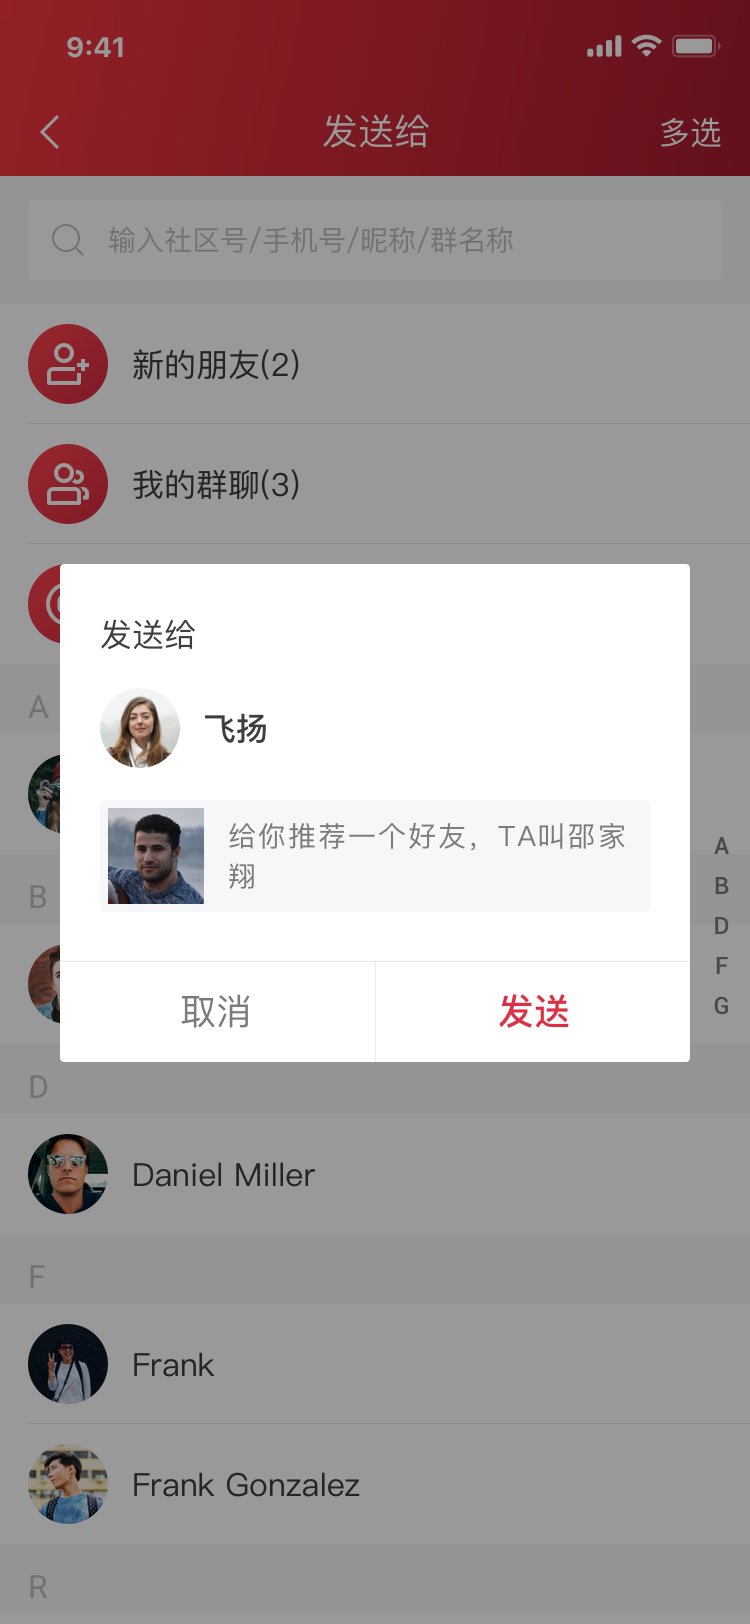 9:41
发送给
多选
输入社区号/手机号/昵称/群名称
新的朋友(2)
我的群聊(3)
发送给
A
飞扬
给你推荐一个好友，TA叫邵家
翔
A
B
B
D
F
G
取消
发送
D
Daniel Miller
F
Frank
Frank Gonzalez
R